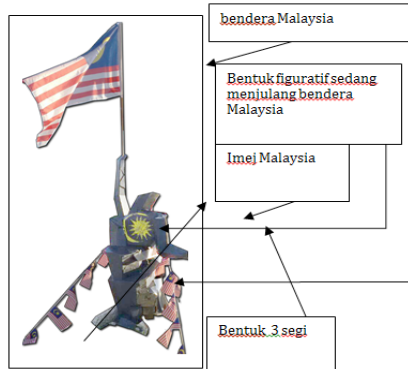 bendera Malaysia
Bentuk figuratif sedang
menjulang bendera
Malaysia
Imej Malaysia
Bentuk 3 segi